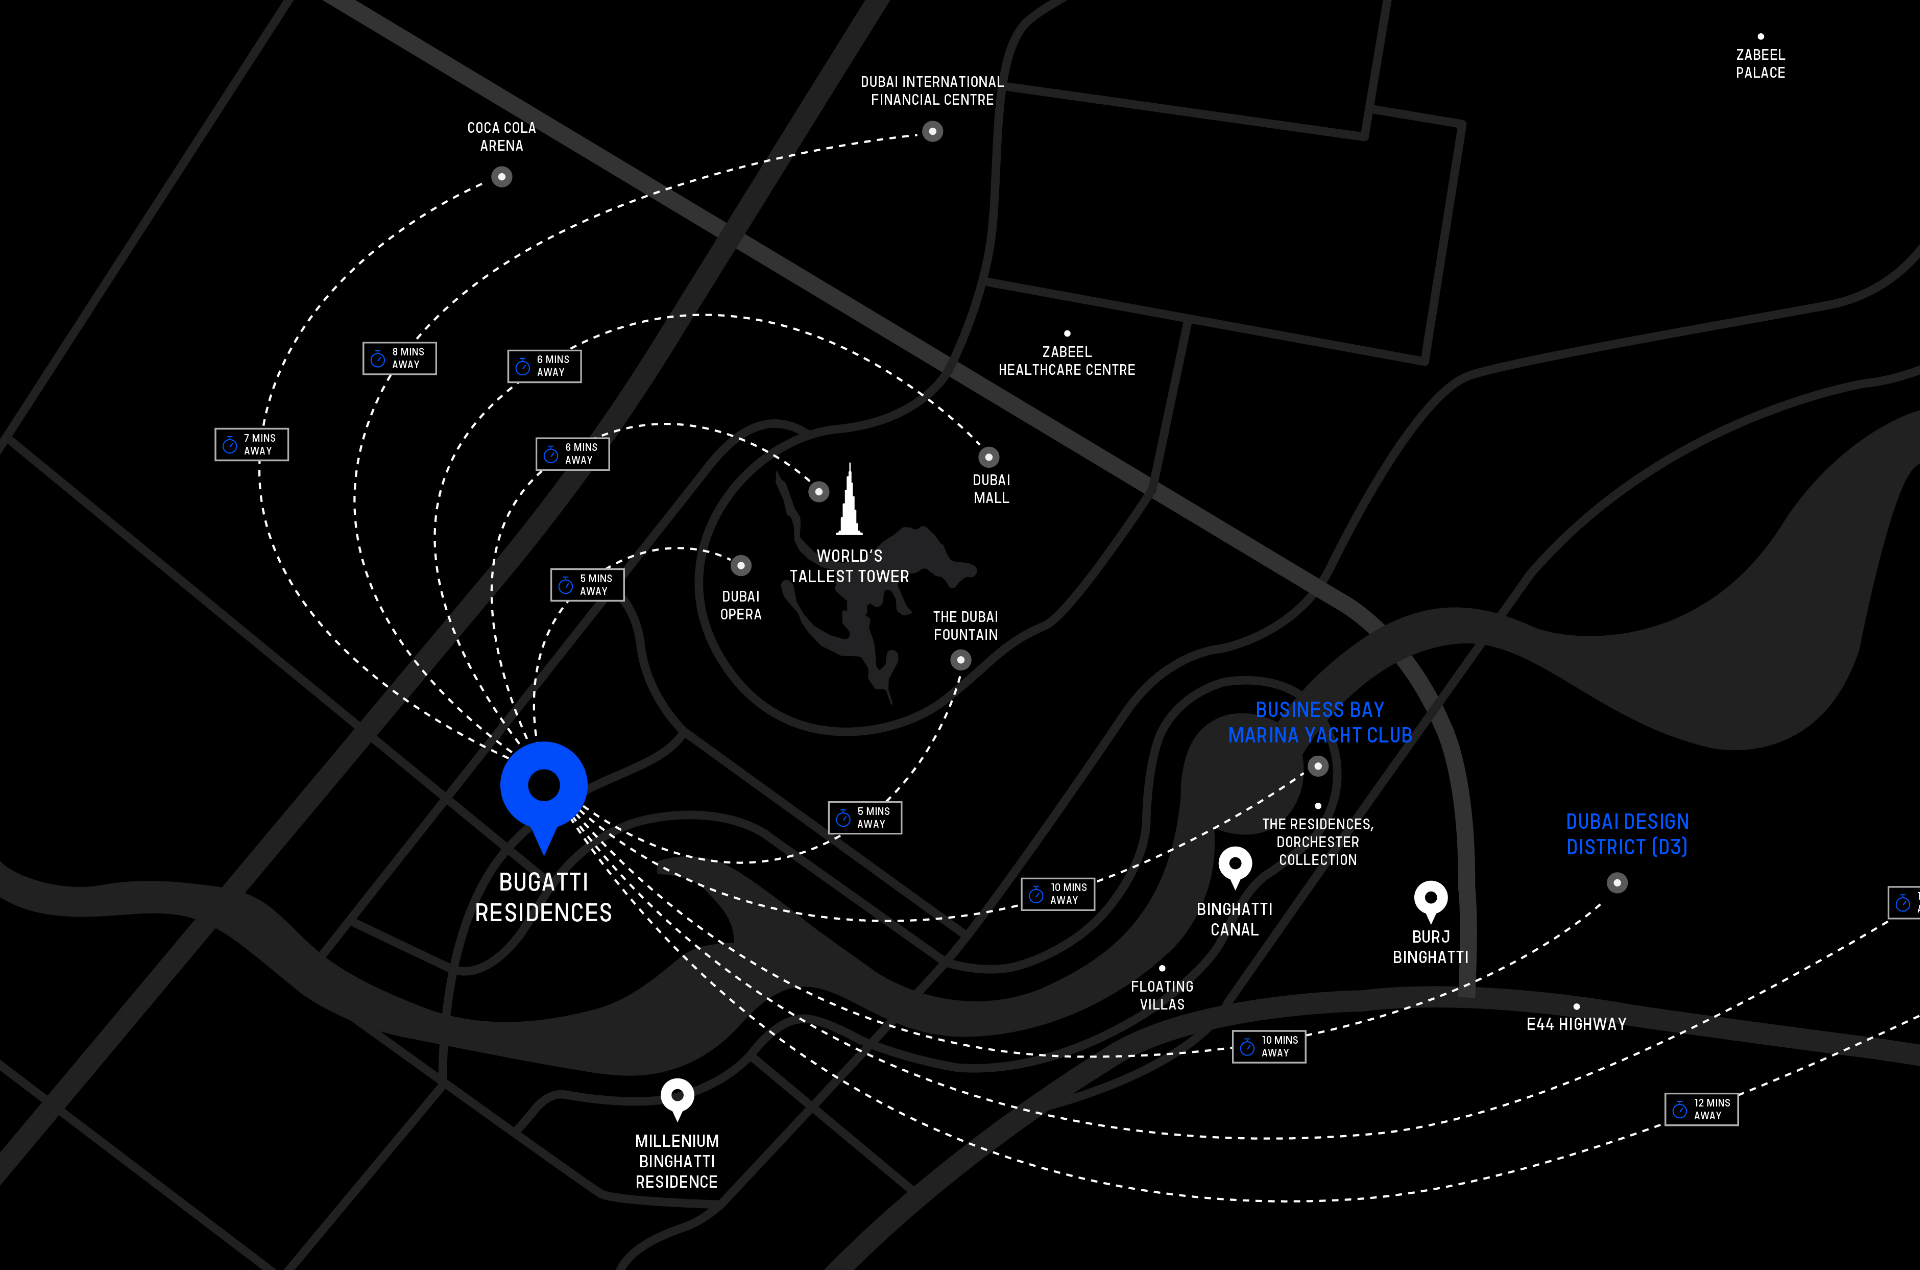 ZABEEL
PALACE
DUBAI INTERNATIONAL
FINANCIAL CENTRE
COCA COLA
ARENA
ZABEEL
HEALTHCARE CENTRE
8 MINS
AWAY
6 MINS
AWAY
7 MINS
AWAY
6 MINS
AWAY
DUBAI
MALL
WORLD'S
TALLEST TOWER
5 MINS
AWAY
DUBAI
OPERA
THE DUBAI
FOUNTAIN
BUSINESS BAY
MARINA YACHT CLUB
5 MINS
AWAY
THE RESIDENCES,
DORCHESTER
COLLECTION
DUBAI DESIGN
DISTRICT (D3)
BUGATTI
RESIDENCES
10 MINS
AWAY
BINGHATTI
CANAL
BURJ
BINGHATTI
FLOATING
VILLAS
E44 HIGHWAY
10 MINS
AWAY
12 MINS
AWAY
MILLENIUM
BINGHATTI
RESIDENCE